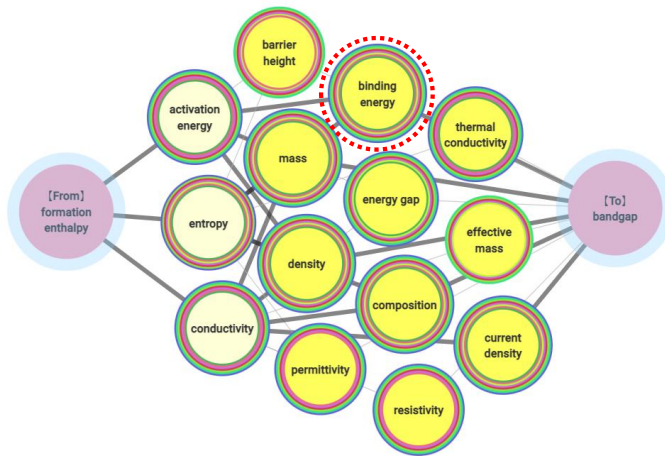 barrier
height
binding
energy
activation
energy
thermal
conductivity
mass
energy gap
【From】
formation
enthalpy
entropy
【To】
bandgap
effective
mass
density
composition
conductivity
current
density
permittivity
resistivity